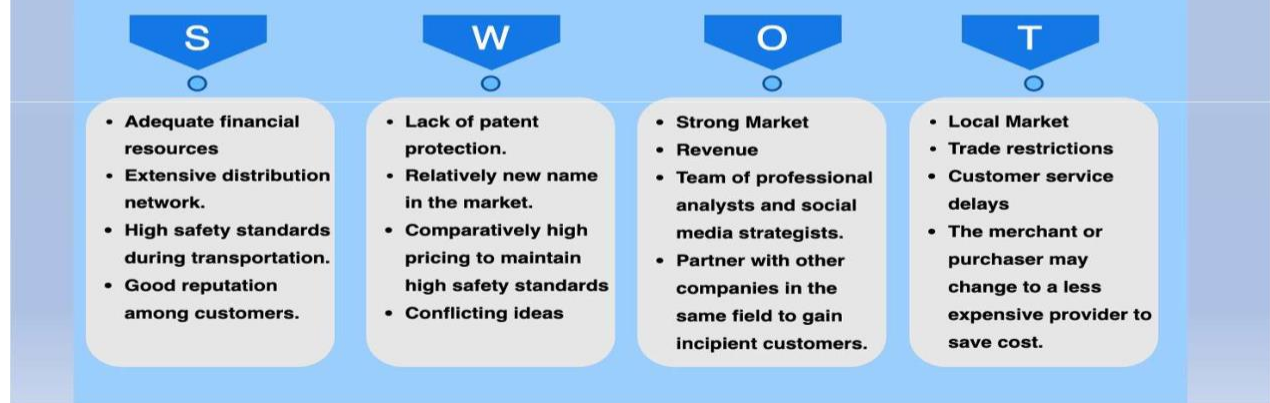 S
• Adequate financial
resources
• Extensive distribution
network.
• High safety standards
during transportation.
• Good reputation
among customers.
W
• Lack of patent
protection.
• Relatively new name
in the market.
• Comparatively high
pricing to maintain
high safety standards
• Conflicting ideas
O
• Strong Market
• Revenue
• Team of professional
analysts and social
media strategists.
• Partner with other
companies in the
same field to gain
incipient customers.
T
• Local Market
• Trade restrictions
• Customer service
delays
• The merchant or
purchaser may
change to a less
expensive provider to
save cost.